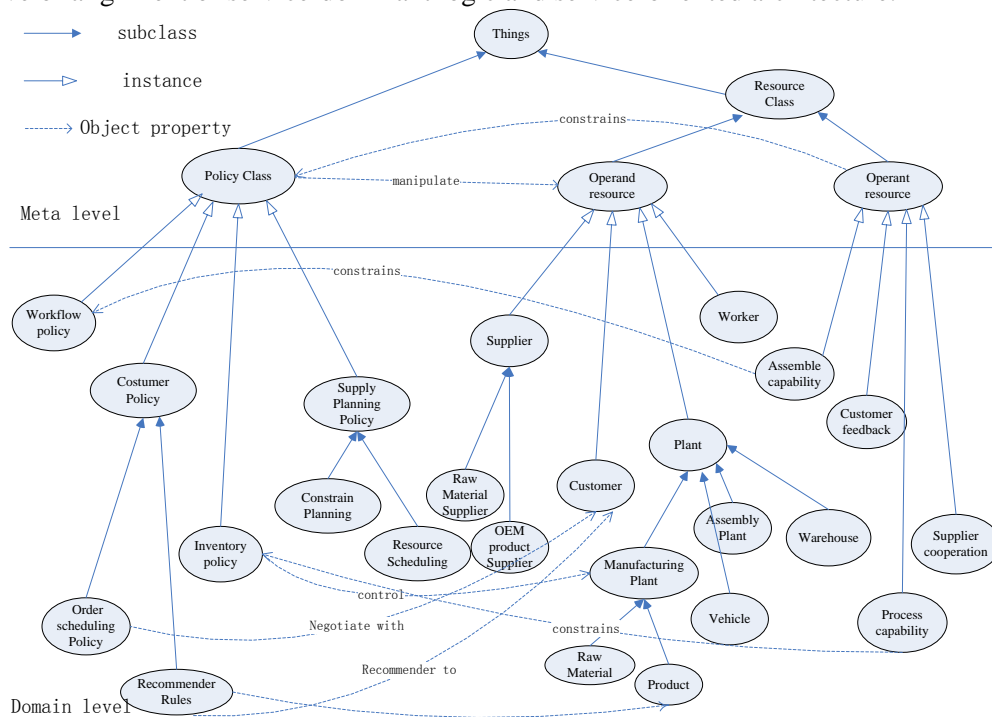 subclass
instance
Object property
Things
Resource
Class
constrains
Policy Class
manipulate
Operand
resource
Operant
resource
Meta level
constrains
Workflow
policy
Costumer
Policy
Supply
Planning
Policy
Supplier
Worker
Assemble
capability
Customer
feedback
Plant
Constrain
Planning
Raw
Material
Supplier
Customer
Inventory
policy
Resource
Scheduling
OEM
product
Supplier
Assembly
Plant
Warehouse
Supplier
cooperation
Manufacturing
Plant
control
Order
scheduling
Policy
Negotiate with
constrains
Vehicle
Process
capability
Recommender to
Raw
Material
Product
Recommender
Rules
Domain level